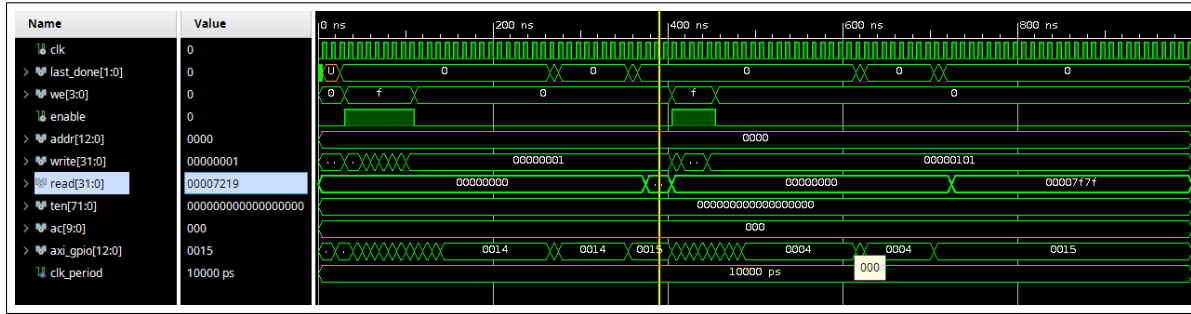 Name Value 0 ns 200 ns 400 ns 600 ns 800 ns
clk 0
last_done[1:0] 0 U 0 0 0 0 0
we[3:0] 0 0 f 0 f 0
enable 0
addr[12:0] 0000 0000
write[31:0] 00000001 .. . 00000001 .. 00000101
read[31:0] 00007219 00000000 .. 00000000 00007f7f
ten[71:0] 000000000000000000 000000000000000000
ac[9:0] 000 000
axi_gpio[12:0] 0015 . . 0014 0014 0015 0004 0004 0015
clk_period 10000 ps 10000 ps
000